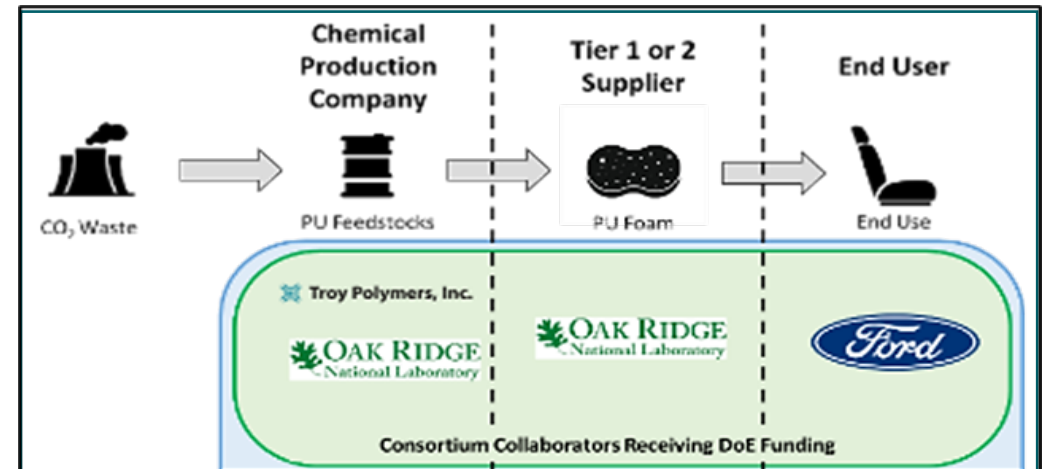 Chemical
Production
Company
Tier 1 or 2
Supplier
End User
CO₂ Waste
PU Feedstocks
PU Foam
End Use
Troy Polymers, Inc.
OAK RIDGE
National Laboratory
OAK RIDGE
National Laboratory
Ford
Consortium Collaborators Receiving DoE Funding